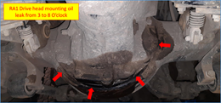 RA1 Drive head mounting oil
leak from 3 to 8 O'clock